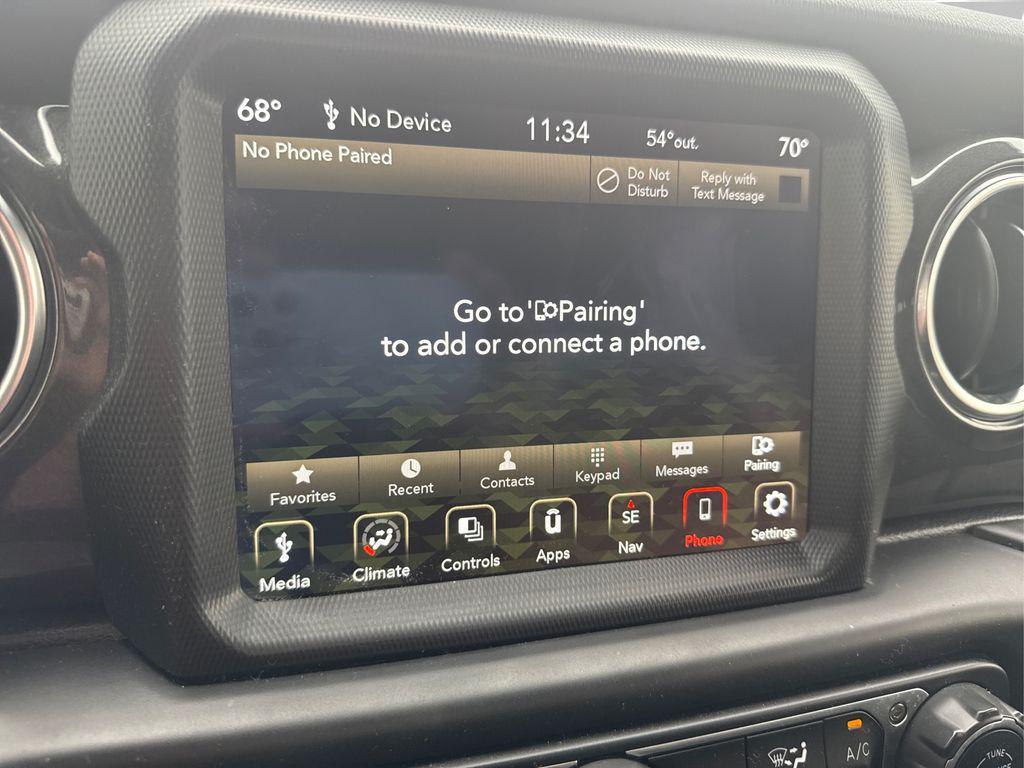 68° No Device 11:34 54°out. 70°
No Phone Paired
Do Not
Disturb
Reply with
Text Message
Go to 'Pairing'
to add or connect a phone.
Favorites Recent Contacts Keypad Messages Pairing
SE
Media Climate Controls Apps Nav Phone Settings
A/C
TUNE